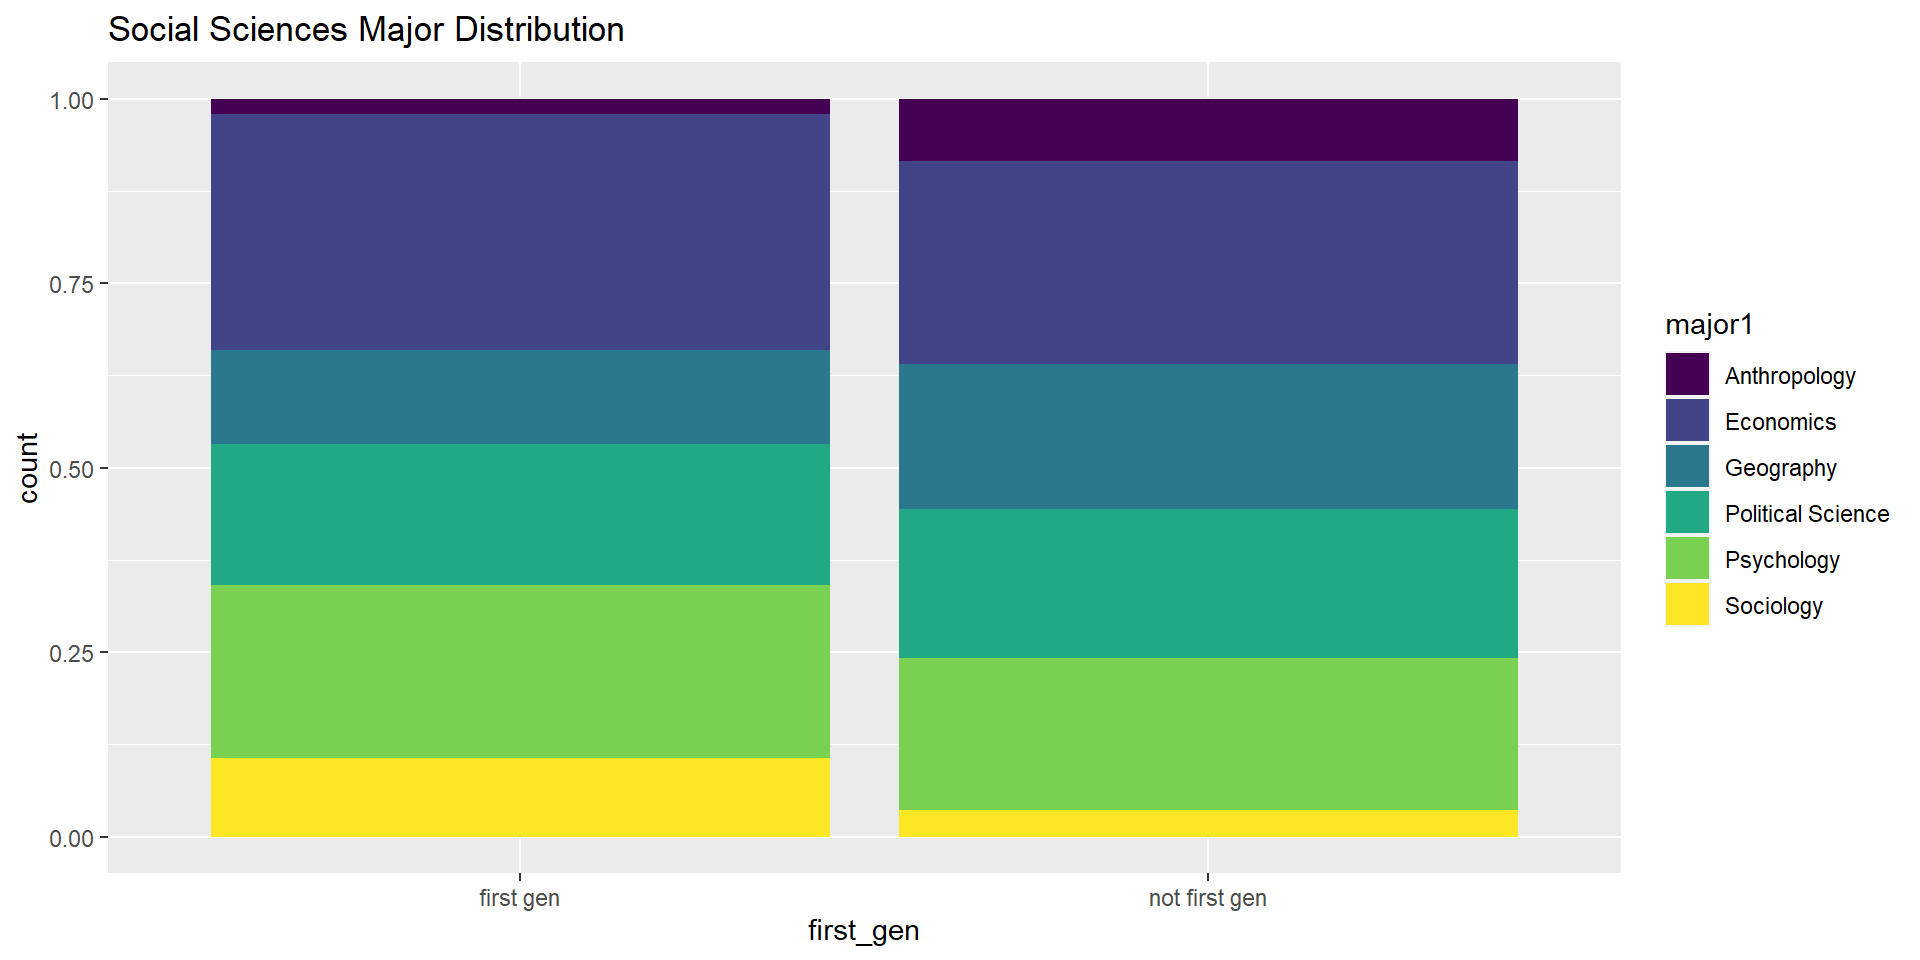 Social Sciences Major Distribution
1.00
0.75
0.50
0.25
0.00
count
first gen
not first gen
first_gen
major1
Anthropology
Economics
Geography
Political Science
Psychology
Sociology